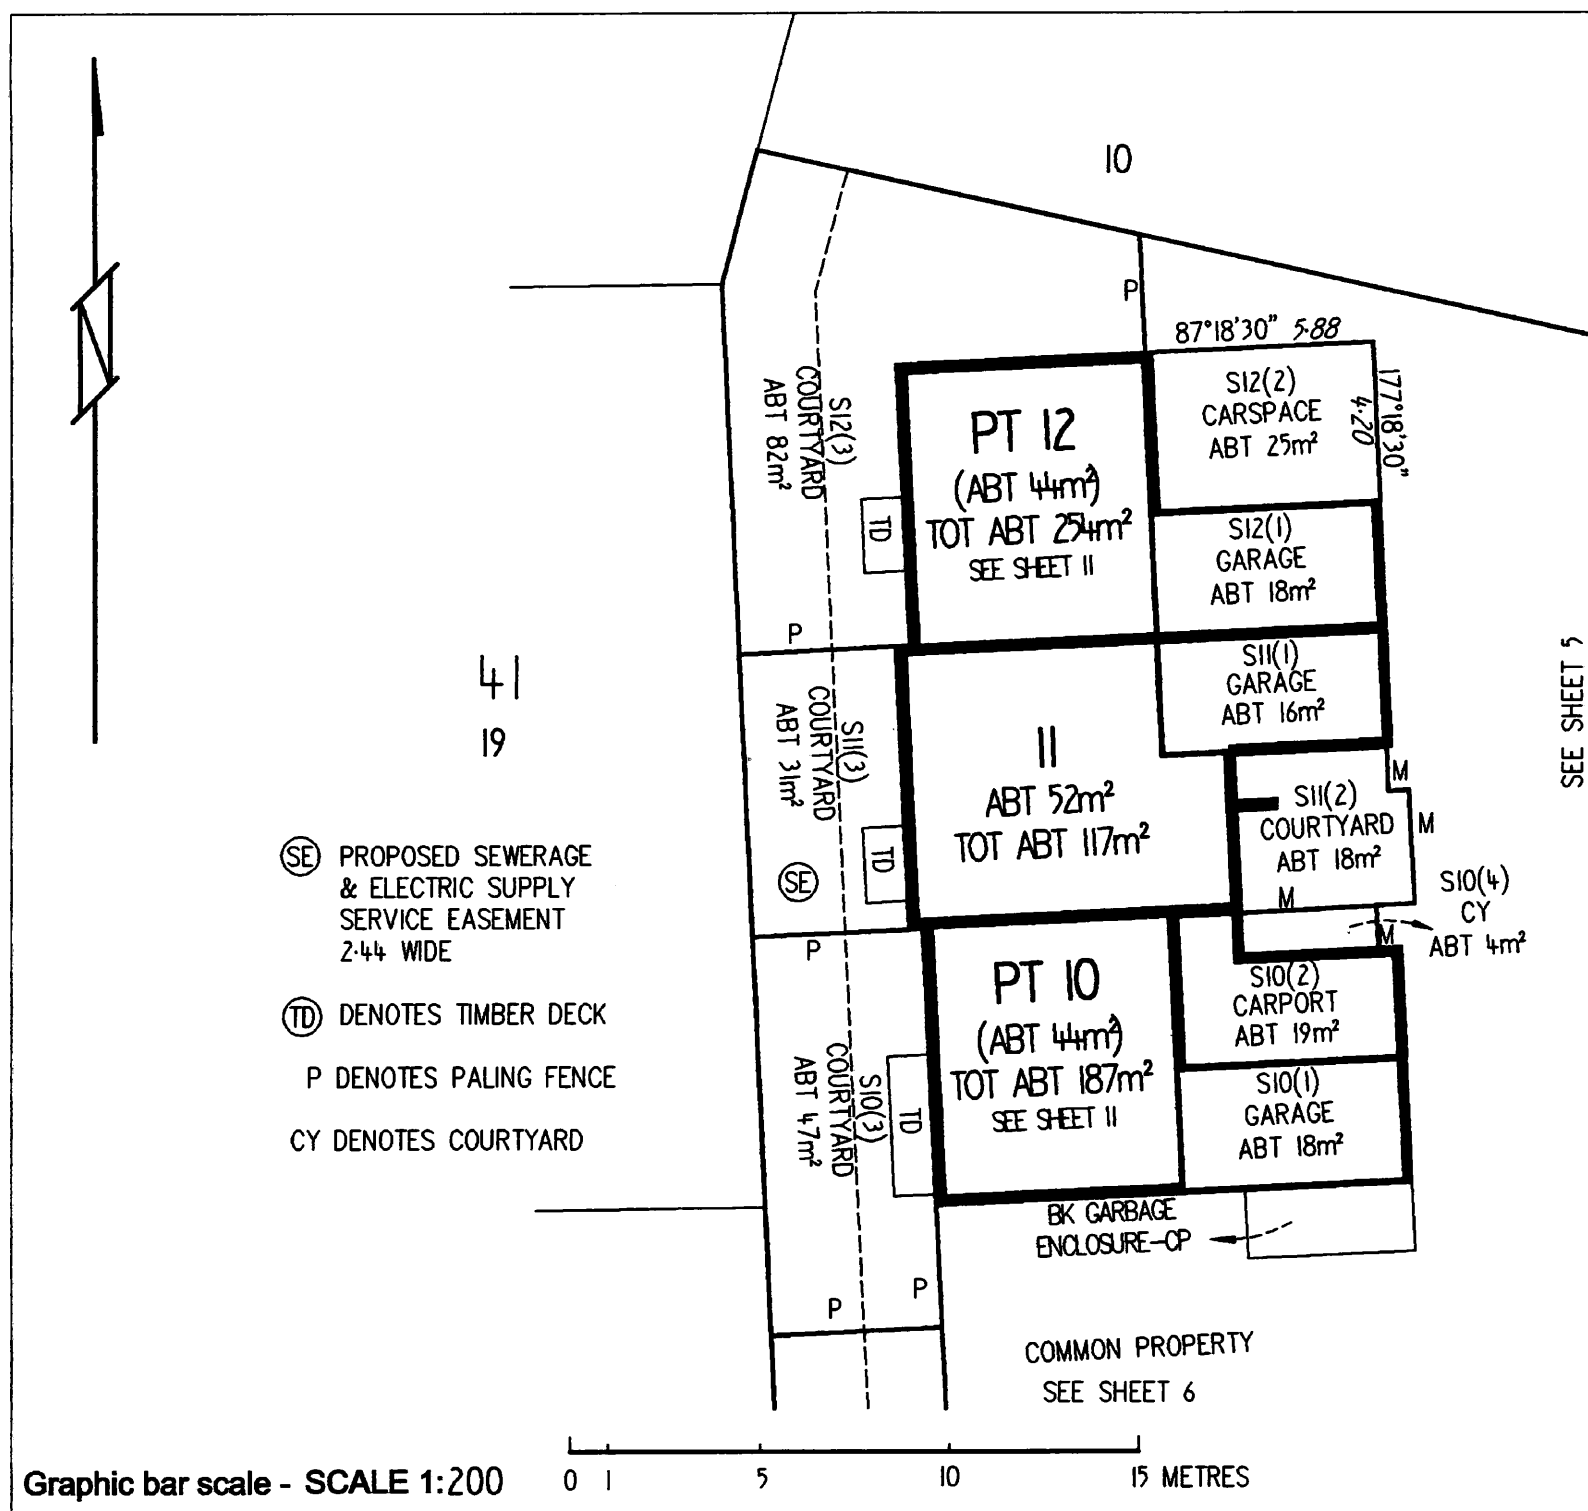 10
P
87°18'30" 5·88
177°18'30"
4·20
S12(2)
CARSPACE
ABT 25m²
S12(3)
COURTYARD
ABT 82m²
PT 12
(ABT 44m²)
TOT ABT 254m²
SEE SHEET 11
TD
S12(1)
GARAGE
ABT 18m²
P
41
19
S11(3)
COURTYARD
ABT 31m²
11
ABT 52m²
TOT ABT 117m²
S11(1)
GARAGE
ABT 16m²
SEE SHEET 5
M
M
S11(2)
COURTYARD
ABT 18m²
M
TD
SE
S10(4)
CY
ABT 4m²
M
SE PROPOSED SEWERAGE
& ELECTRIC SUPPLY
SERVICE EASEMENT
2·44 WIDE
TD DENOTES TIMBER DECK
P DENOTES PALING FENCE
CY DENOTES COURTYARD
P
S10(3)
COURTYARD
ABT 47m²
TD
PT 10
(ABT 44m²)
TOT ABT 187m²
SEE SHEET 11
S10(2)
CARPORT
ABT 19m²
S10(1)
GARAGE
ABT 18m²
BK GARBAGE
ENCLOSURE-CP
P
P
COMMON PROPERTY
SEE SHEET 6
Graphic bar scale - SCALE 1:200
0 1 5 10 15 METRES